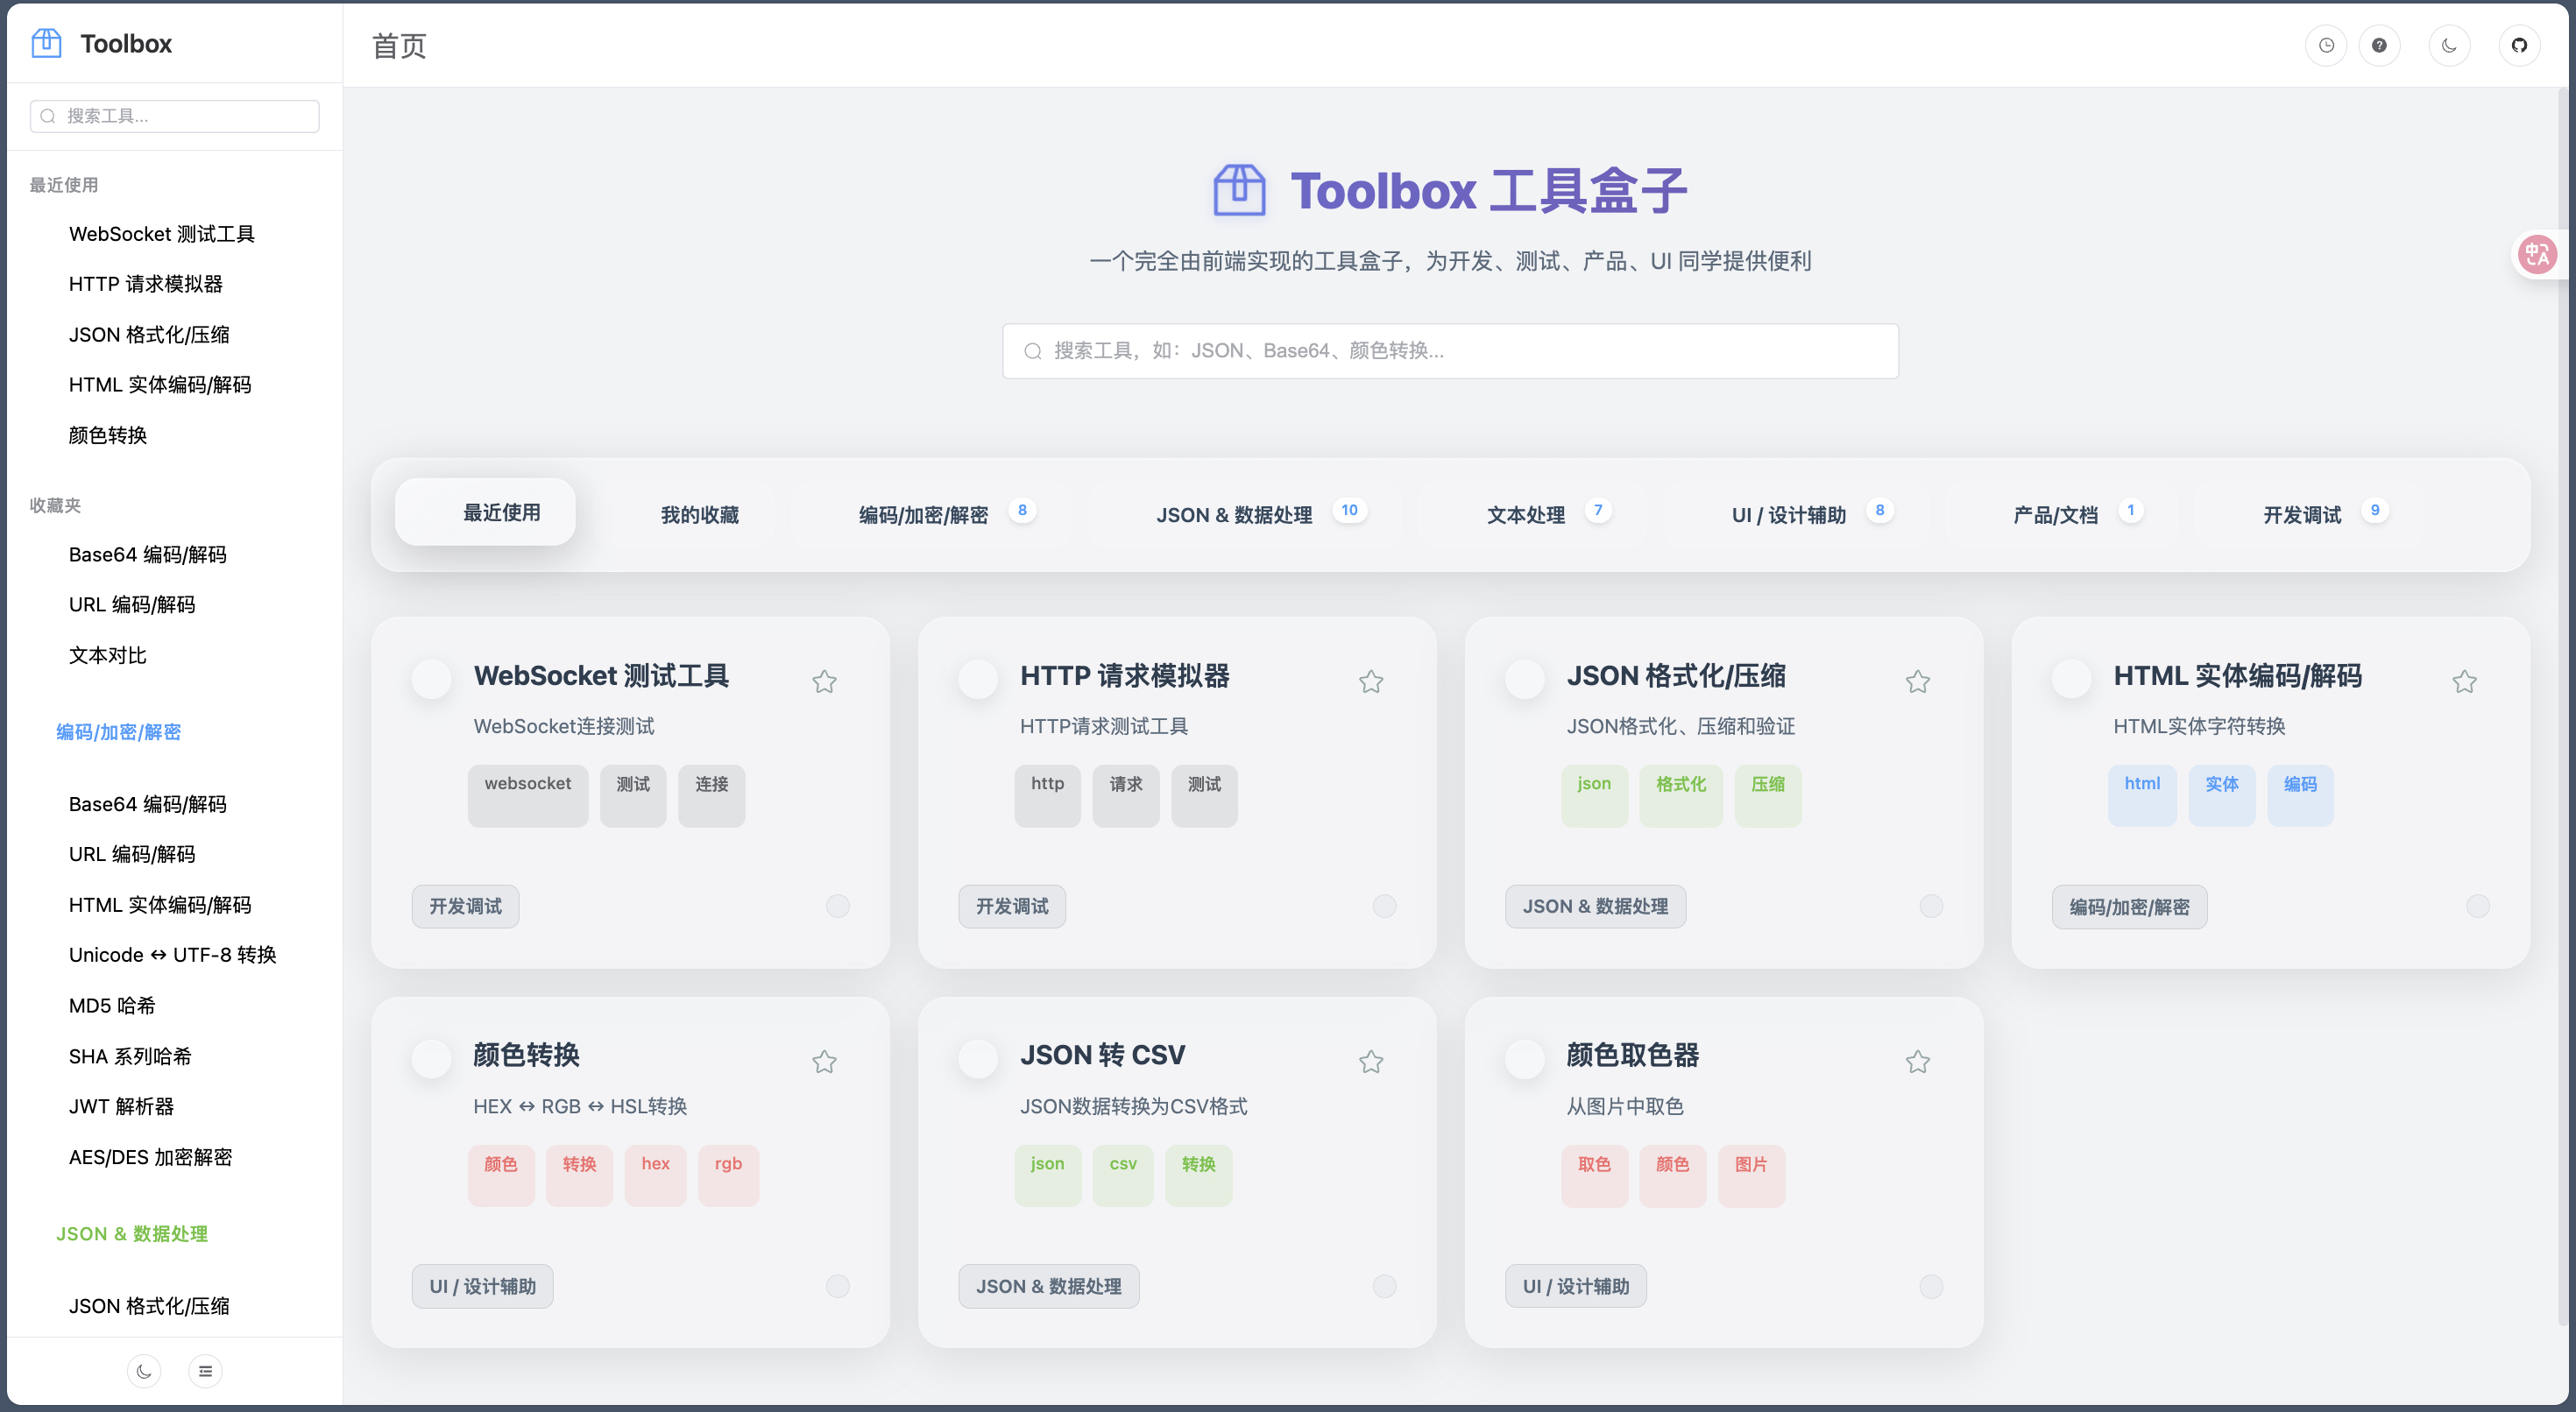 Toolbox
搜索工具...
最近使用
WebSocket 测试工具
HTTP 请求模拟器
JSON 格式化/压缩
HTML 实体编码/解码
颜色转换
收藏夹
Base64 编码/解码
URL 编码/解码
文本对比
编码/加密/解密
Base64 编码/解码
URL 编码/解码
HTML 实体编码/解码
Unicode ↔ UTF-8 转换
MD5 哈希
SHA 系列哈希
JWT 解析器
AES/DES 加密解密
JSON & 数据处理
JSON 格式化/压缩
首页
Toolbox 工具盒子
一个完全由前端实现的工具盒子，为开发、测试、产品、UI 同学提供便利
搜索工具，如：JSON、Base64、颜色转换...
最近使用
我的收藏
编码/加密/解密 8
JSON & 数据处理 10
文本处理 7
UI / 设计辅助 8
产品/文档 1
开发调试 9
WebSocket 测试工具
WebSocket连接测试
websocket 测试 连接
开发调试
HTTP 请求模拟器
HTTP请求测试工具
http 请求 测试
开发调试
JSON 格式化/压缩
JSON格式化、压缩和验证
json 格式化 压缩
JSON & 数据处理
HTML 实体编码/解码
HTML实体字符转换
html 实体 编码
编码/加密/解密
颜色转换
HEX ↔ RGB ↔ HSL转换
颜色 转换 hex rgb
UI / 设计辅助
JSON 转 CSV
JSON数据转换为CSV格式
json csv 转换
JSON & 数据处理
颜色取色器
从图片中取色
取色 颜色 图片
UI / 设计辅助
中 A